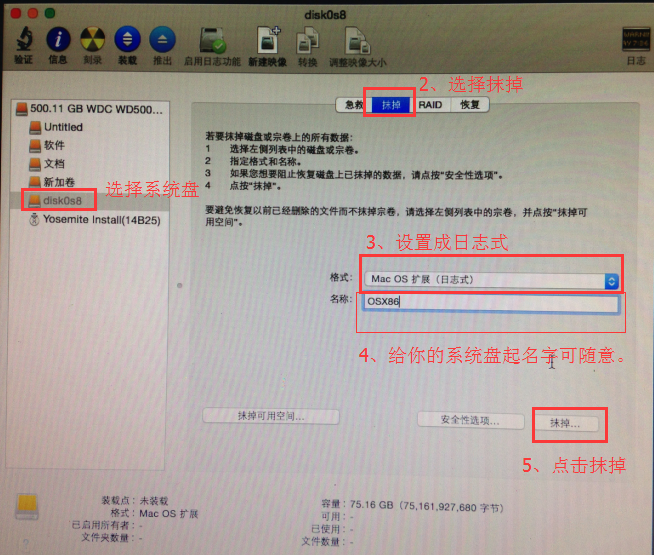 disk0s8
验证
信息
刻录
装载
推出
启用日志功能
新建映像
转换
调整映像大小
日志
2、选择抹掉
急救
抹掉
RAID
恢复
500.11 GB WDC WD500...
Untitled
软件
文档
新加卷
disk0s8
选择系统盘
Yosemite Install(14B25)
若要抹掉磁盘或宗卷上的所有数据:
1 选择左侧列表中的磁盘或宗卷。
2 指定格式和名称。
3 如果您想要阻止恢复磁盘上已抹掉的数据,请点按“安全性选项”。
4 点按“抹掉”。
要避免恢复以前已经删除的文件而不抹掉宗卷,请选择左侧列表中的宗卷,并点按“抹掉可
用空间”。
3、设置成日志式
格式: Mac OS 扩展(日志式)
名称: OSX86
4、给你的系统盘起名字可随意。
抹掉可用空间...
安全性选项...
抹掉...
5、点击抹掉
装载点:未装载
格式:Mac OS 扩展
已启用所有者:-
文件夹数量:-
容量:75.16 GB(75,161,927,680 字节)
可用:-
已使用:-
文件数量:-